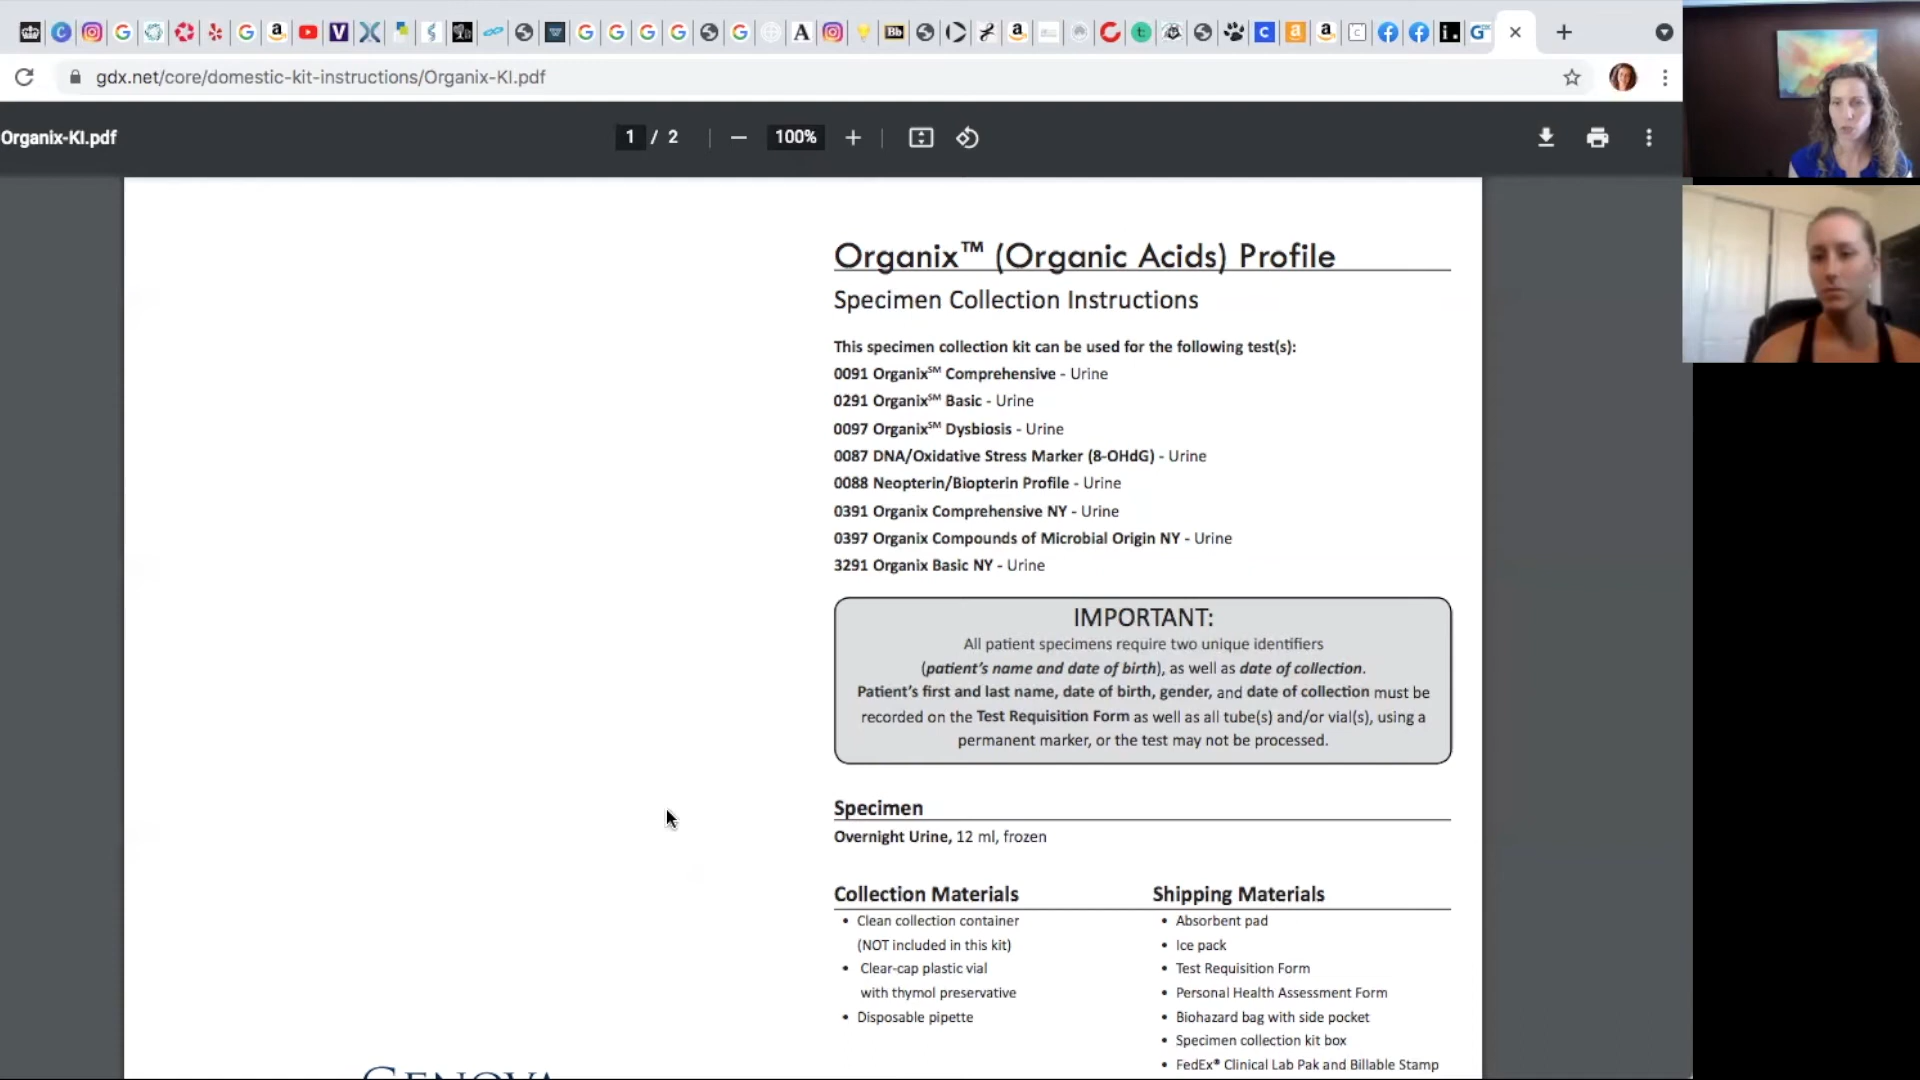 gdx.net/core/domestic-kit-instructions/Organix-KI.pdf
Organix-KI.pdf
1 / 2
100%
Organix™ (Organic Acids) Profile
Specimen Collection Instructions
This specimen collection kit can be used for the following test(s):
0091 Organix℠ Comprehensive - Urine
0291 Organix℠ Basic - Urine
0097 Organix℠ Dysbiosis - Urine
0087 DNA/Oxidative Stress Marker (8-OHdG) - Urine
0088 Neopterin/Biopterin Profile - Urine
0391 Organix Comprehensive NY - Urine
0397 Organix Compounds of Microbial Origin NY - Urine
3291 Organix Basic NY - Urine
IMPORTANT:
All patient specimens require two unique identifiers
(patient's name and date of birth), as well as date of collection.
Patient's first and last name, date of birth, gender, and date of collection must be
recorded on the Test Requisition Form as well as all tube(s) and/or vial(s), using a
permanent marker, or the test may not be processed.
Specimen
Overnight Urine, 12 ml, frozen
Collection Materials
• Clean collection container
(NOT included in this kit)
• Clear-cap plastic vial
with thymol preservative
• Disposable pipette
Shipping Materials
• Absorbent pad
• Ice pack
• Test Requisition Form
• Personal Health Assessment Form
• Biohazard bag with side pocket
• Specimen collection kit box
• FedEx® Clinical Lab Pak and Billable Stamp
GENOVA